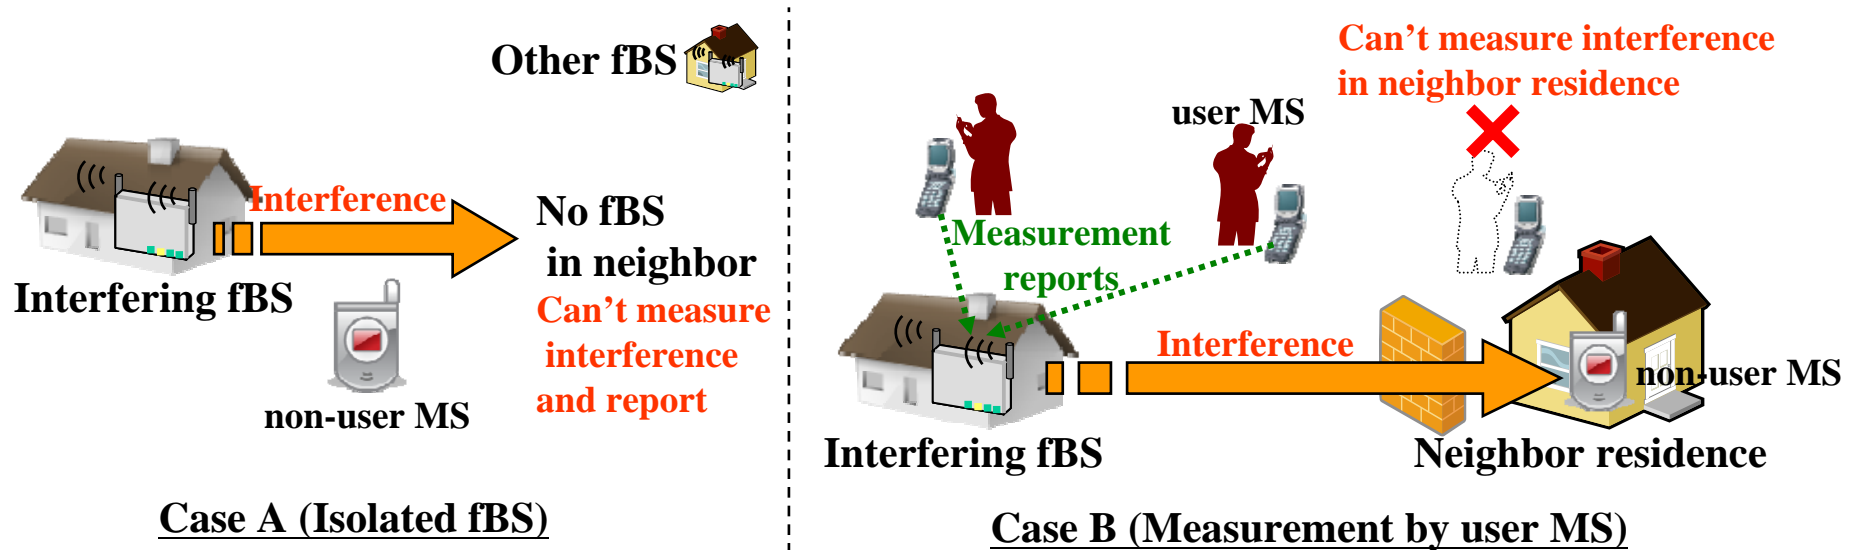 Other fBS
Interference
No fBS
in neighbor
Interfering fBS
Can't measure
interference
and report
non-user MS
Case A (Isolated fBS)
Can't measure interference
in neighbor residence
user MS
Measurement
reports
Interference
non-user MS
Interfering fBS
Neighbor residence
Case B (Measurement by user MS)